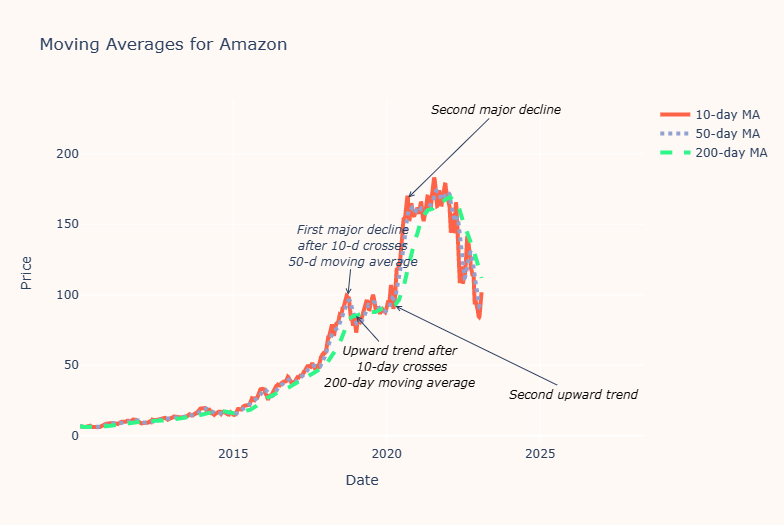 Moving Averages for Amazon
Second major decline
10-day MA
50-day MA
200-day MA
200
150
100
50
0
Price
First major decline
after 10-d crosses
50-d moving average
Upward trend after
10-day crosses
200-day moving average
Second upward trend
2015
2020
2025
Date